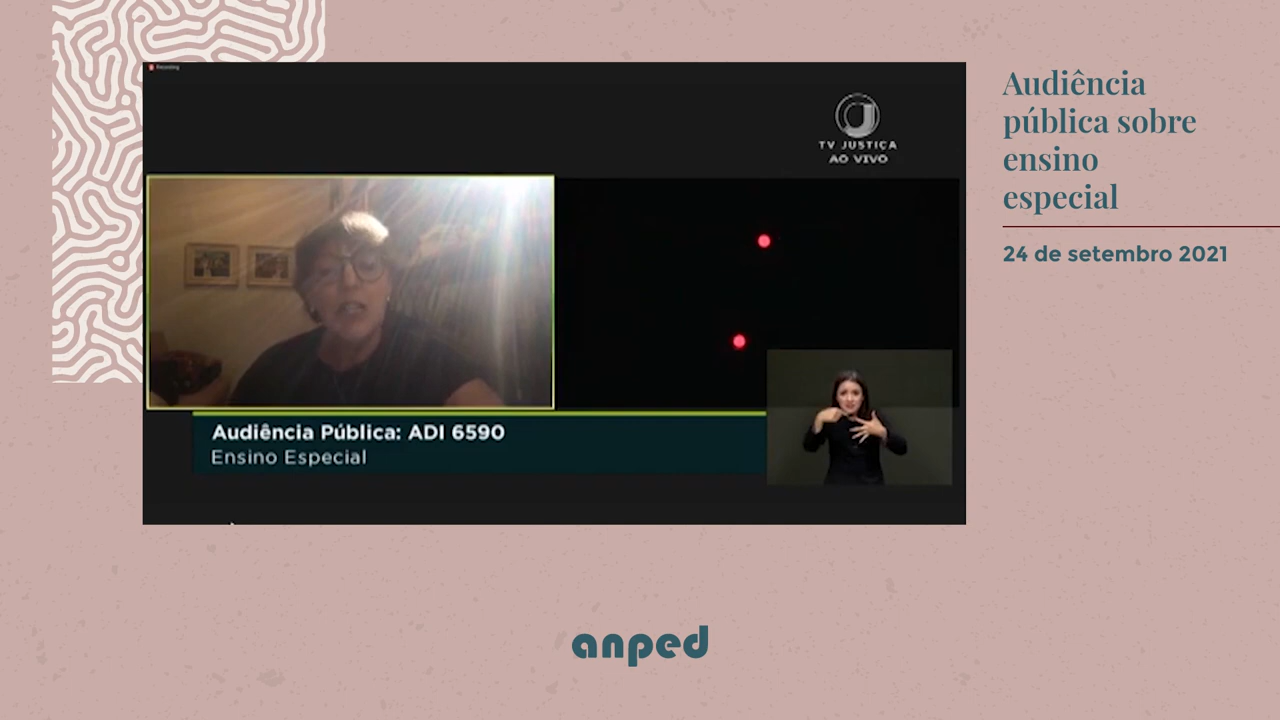 Recording
TV JUSTIÇA
AO VIVO
Audiência Pública: ADI 6590
Ensino Especial
Audiência
pública sobre
ensino
especial
24 de setembro 2021
anped